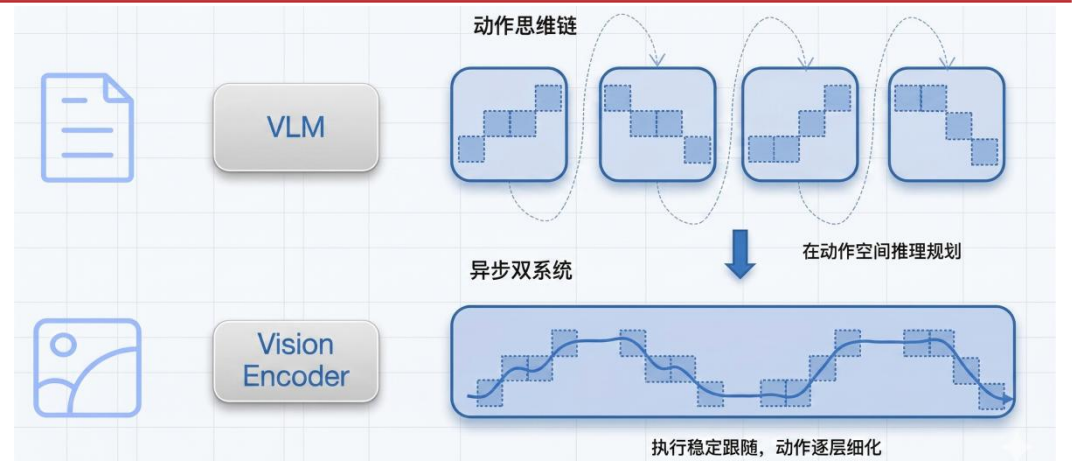 动作思维链
VLM
在动作空间推理规划
异步双系统
Vision
Encoder
执行稳定跟随，动作逐层细化